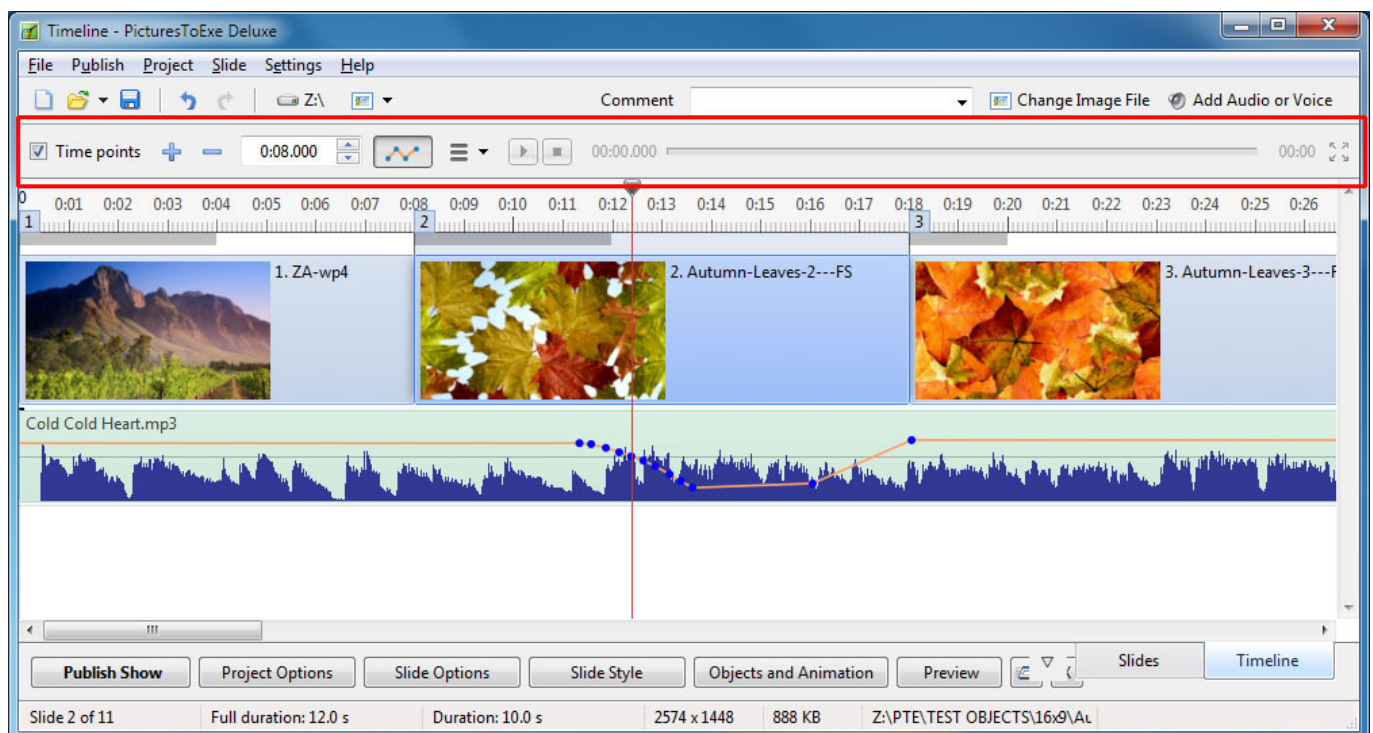 Timeline - PicturesToExe Deluxe
File Publish Project Slide Settings Help
Z:\ Comment Change Image File Add Audio or Voice
Time points 0:08.000 00:00.000 00:00
0 0:01 0:02 0:03 0:04 0:05 0:06 0:07 0:08 0:09 0:10 0:11 0:12 0:13 0:14 0:15 0:16 0:17 0:18 0:19 0:20 0:21 0:22 0:23 0:24 0:25 0:26
1 2 3
1. ZA-wp4 2. Autumn-Leaves-2---FS 3. Autumn-Leaves-3---F
Cold Cold Heart.mp3
Publish Show Project Options Slide Options Slide Style Objects and Animation Preview Slides Timeline
Slide 2 of 11 Full duration: 12.0 s Duration: 10.0 s 2574 x 1448 888 KB Z:\PTE\TEST OBJECTS\16x9\Au